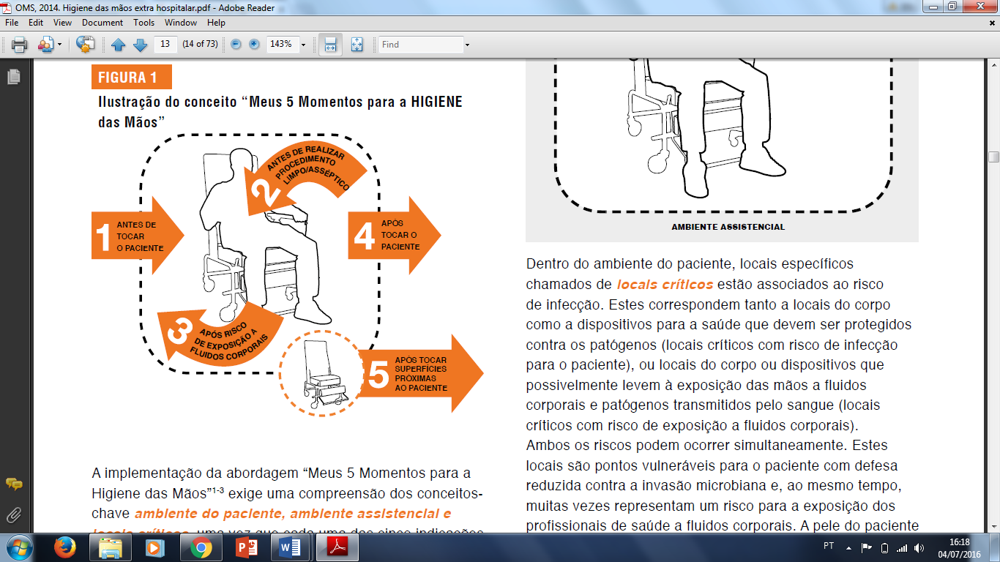 OMS, 2014. Higiene das mãos extra hospitalar.pdf - Adobe Reader
File Edit View Document Tools Window Help
13 (14 of 73) 143% Find
FIGURA 1
Ilustração do conceito “Meus 5 Momentos para a HIGIENE
das Mãos”
1 ANTES DE
TOCAR
O PACIENTE
2 ANTES DE REALIZAR
PROCEDIMENTO
LIMPO/ASSÉPTICO
3 APÓS RISCO
DE EXPOSIÇÃO A
FLUIDOS CORPORAIS
4 APÓS
TOCAR O
PACIENTE
5 APÓS TOCAR
SUPERFÍCIES
PRÓXIMAS
AO PACIENTE
A implementação da abordagem “Meus 5 Momentos para a
Higiene das Mãos”1-3 exige uma compreensão dos conceitos-
chave ambiente do paciente, ambiente assistencial e
locais críticos, uma vez que cada uma das cinco indicações
AMBIENTE ASSISTENCIAL
Dentro do ambiente do paciente, locais específicos
chamados de locais críticos estão associados ao risco
de infecção. Estes correspondem tanto a locais do corpo
como a dispositivos para a saúde que devem ser protegidos
contra os patógenos (locais críticos com risco de infecção
para o paciente), ou locais do corpo ou dispositivos que
possivelmente levem à exposição das mãos a fluidos
corporais e patógenos transmitidos pelo sangue (locais
críticos com risco de exposição a fluidos corporais).
Ambos os riscos podem ocorrer simultaneamente. Estes
locais são pontos vulneráveis para o paciente com defesa
reduzida contra a invasão microbiana e, ao mesmo tempo,
muitas vezes representam um risco para a exposição dos
profissionais de saúde a fluidos corporais. A pele do paciente
PT 16:18
04/07/2016